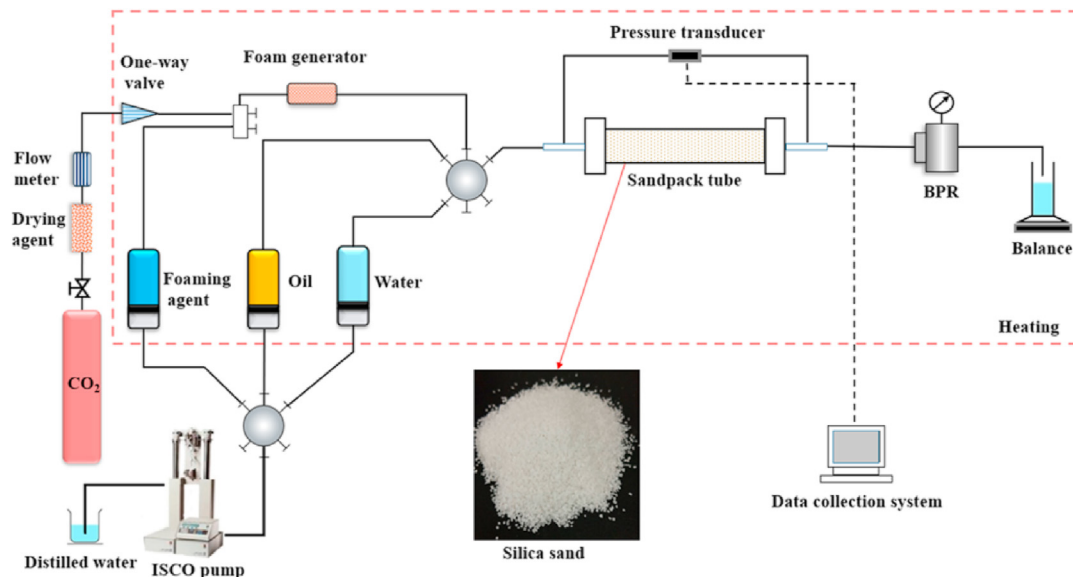 Pressure transducer
Foam generator
One-way
valve
Flow
meter
Drying
agent
Sandpack tube
BPR
Balance
Foaming
agent
Oil
Water
Heating
CO₂
Data collection system
Silica sand
Distilled water
ISCO pump